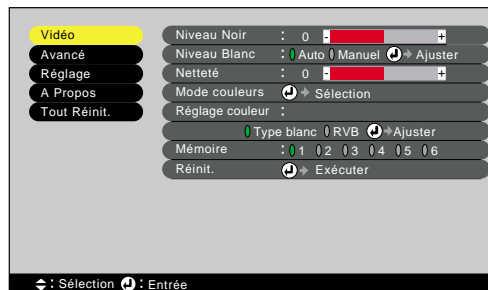 Vidéo
Avancé
Réglage
A Propos
Tout Réinit.
Niveau Noir : 0 - +
Niveau Blanc : Auto Manuel Ajuster
Netteté : 0 - +
Mode couleurs : Sélection
Réglage couleur :
Type blanc RVB Ajuster
Mémoire : 1 2 3 4 5 6
Réinit. Exécuter
: Sélection : Entrée